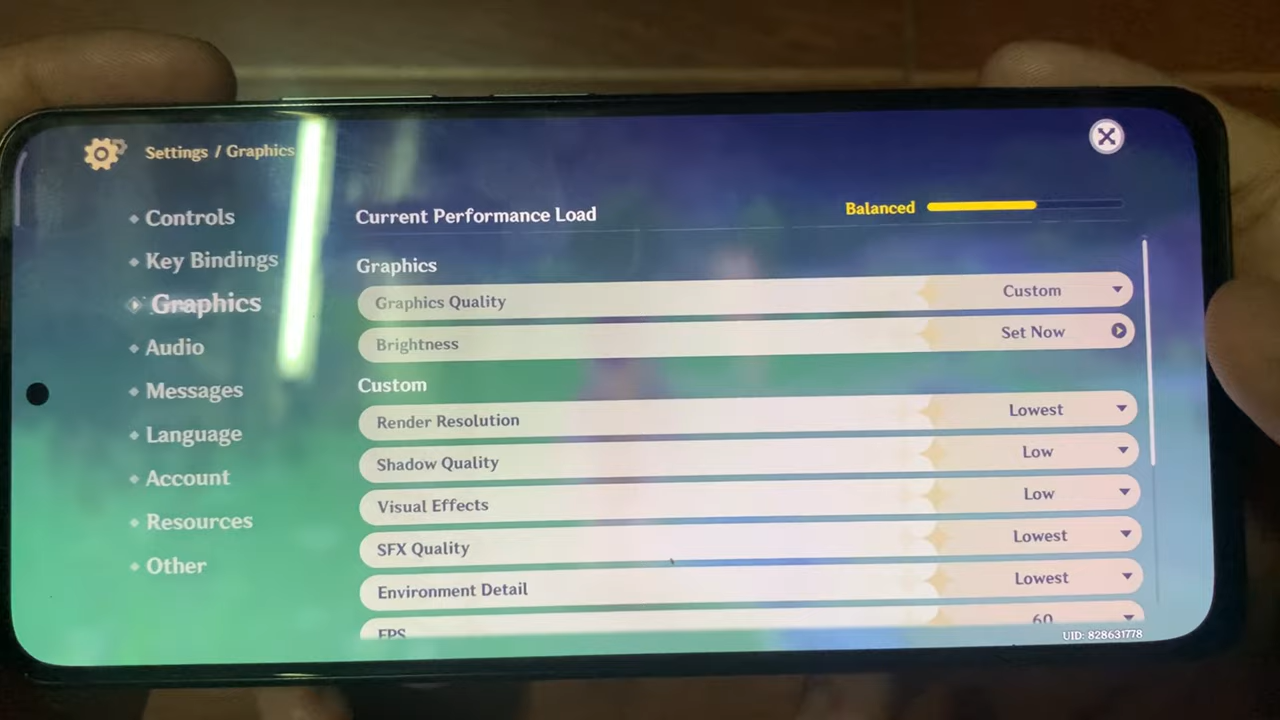 Settings / Graphics
Controls
Key Bindings
Graphics
Audio
Messages
Language
Account
Resources
Other
Current Performance Load Balanced
Graphics
Graphics Quality Custom
Brightness Set Now
Custom
Render Resolution Lowest
Shadow Quality Low
Visual Effects Low
SFX Quality Lowest
Environment Detail Lowest
FPS 60
UID: 828631778